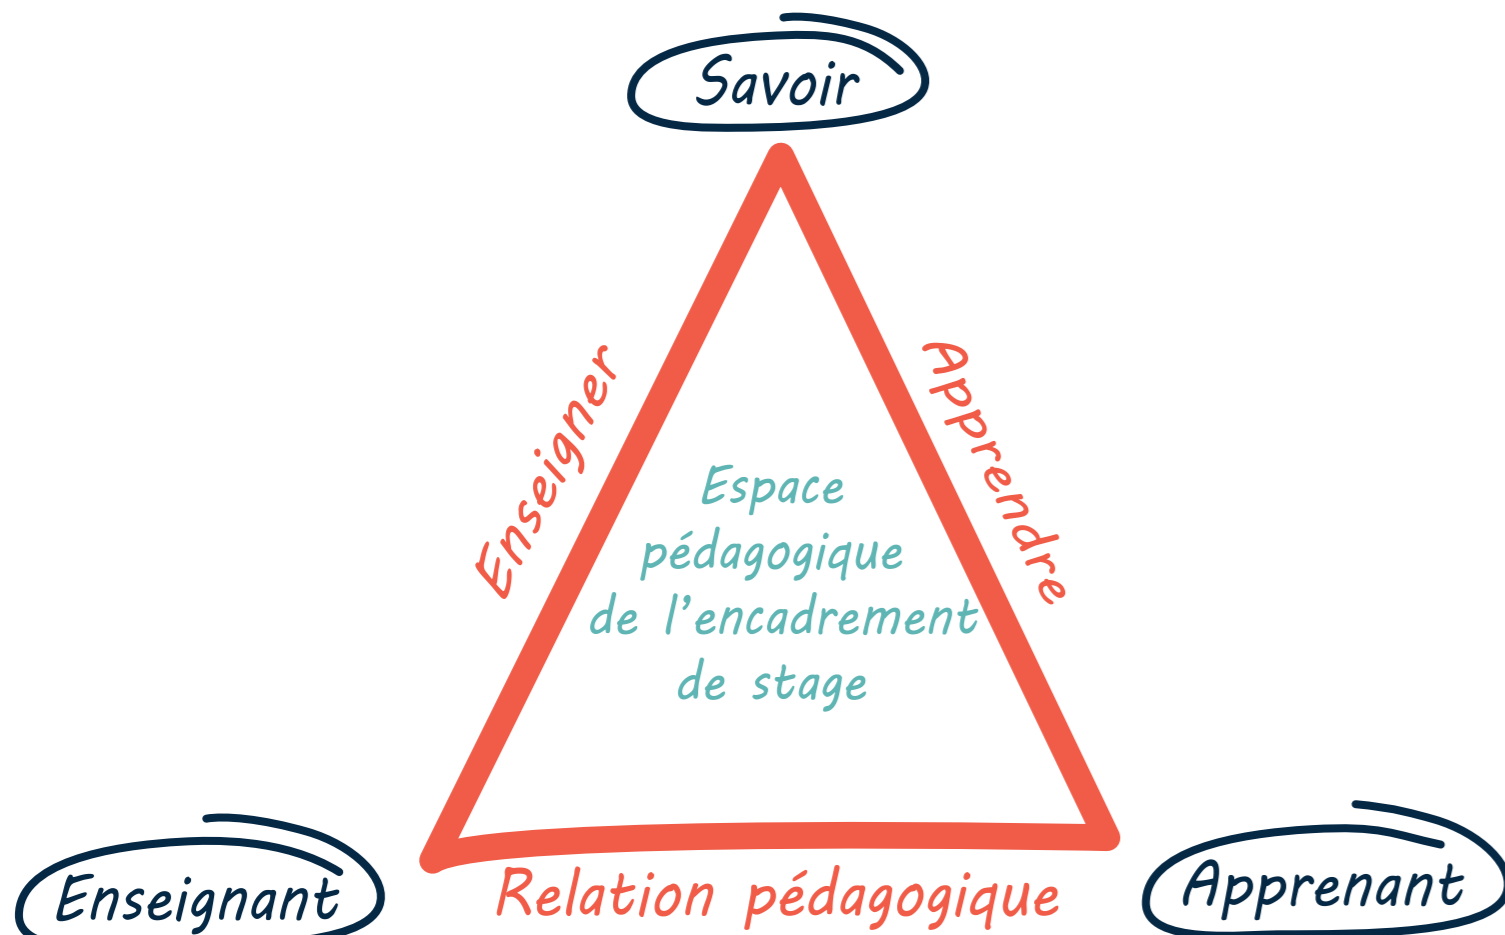 Savoir
Enseigner
Apprendre
Espace
pédagogique
de l'encadrement
de stage
Enseignant
Relation pédagogique
Apprenant